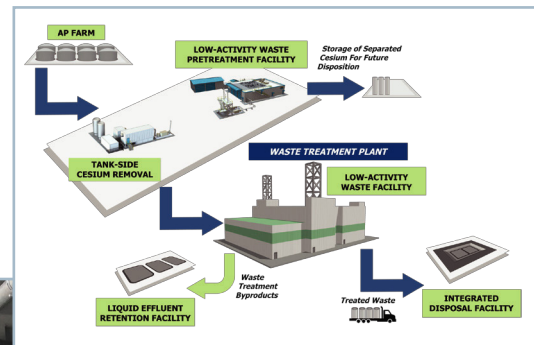 AP FARM
LOW-ACTIVITY WASTE
PRETREATMENT FACILITY
Storage of Separated
Cesium For Future
Disposition
TANK-SIDE
CESIUM REMOVAL
WASTE TREATMENT PLANT
LOW-ACTIVITY
WASTE FACILITY
Waste
Treatment
Byproducts
LIQUID EFFLUENT
RETENTION FACILITY
Treated Waste
INTEGRATED
DISPOSAL FACILITY